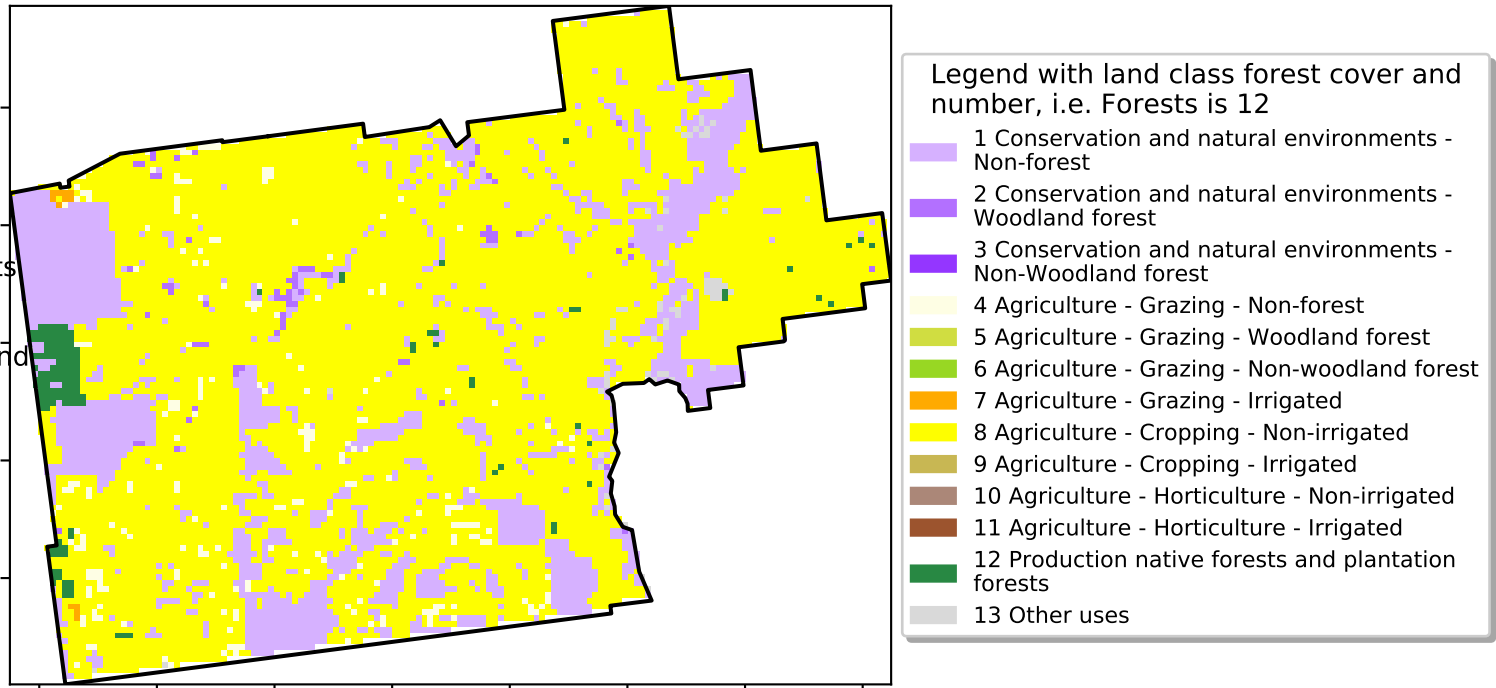 Legend with land class forest cover and
number, i.e. Forests is 12
1 Conservation and natural environments -
Non-forest
2 Conservation and natural environments -
Woodland forest
3 Conservation and natural environments -
Non-Woodland forest
4 Agriculture - Grazing - Non-forest
5 Agriculture - Grazing - Woodland forest
6 Agriculture - Grazing - Non-woodland forest
7 Agriculture - Grazing - Irrigated
8 Agriculture - Cropping - Non-irrigated
9 Agriculture - Cropping - Irrigated
10 Agriculture - Horticulture - Non-irrigated
11 Agriculture - Horticulture - Irrigated
12 Production native forests and plantation
forests
13 Other uses